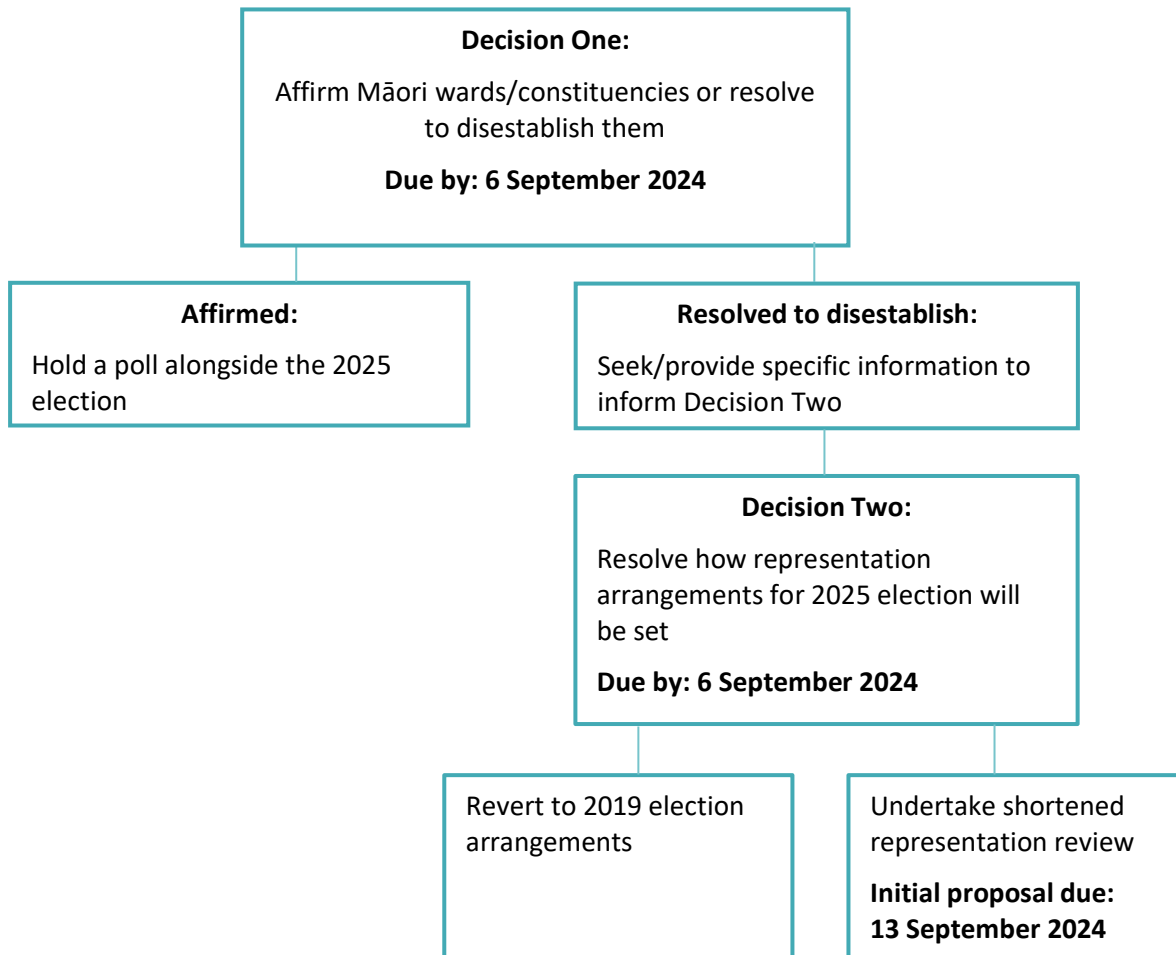 Decision One:
Affirm Māori wards/constituencies or resolve
to disestablish them
Due by: 6 September 2024
Affirmed:
Hold a poll alongside the 2025
election
Resolved to disestablish:
Seek/provide specific information to
inform Decision Two
Decision Two:
Resolve how representation
arrangements for 2025 election will
be set
Due by: 6 September 2024
Revert to 2019 election
arrangements
Undertake shortened
representation review
Initial proposal due:
13 September 2024